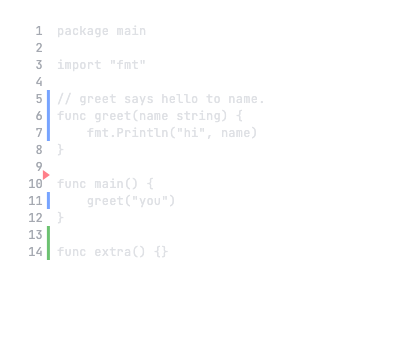 1 package main
2
3 import "fmt"
4
5 // greet says hello to name.
6 func greet(name string) {
7     fmt.Println("hi", name)
8 }
9
10 func main() {
11     greet("you")
12 }
13
14 func extra() {}